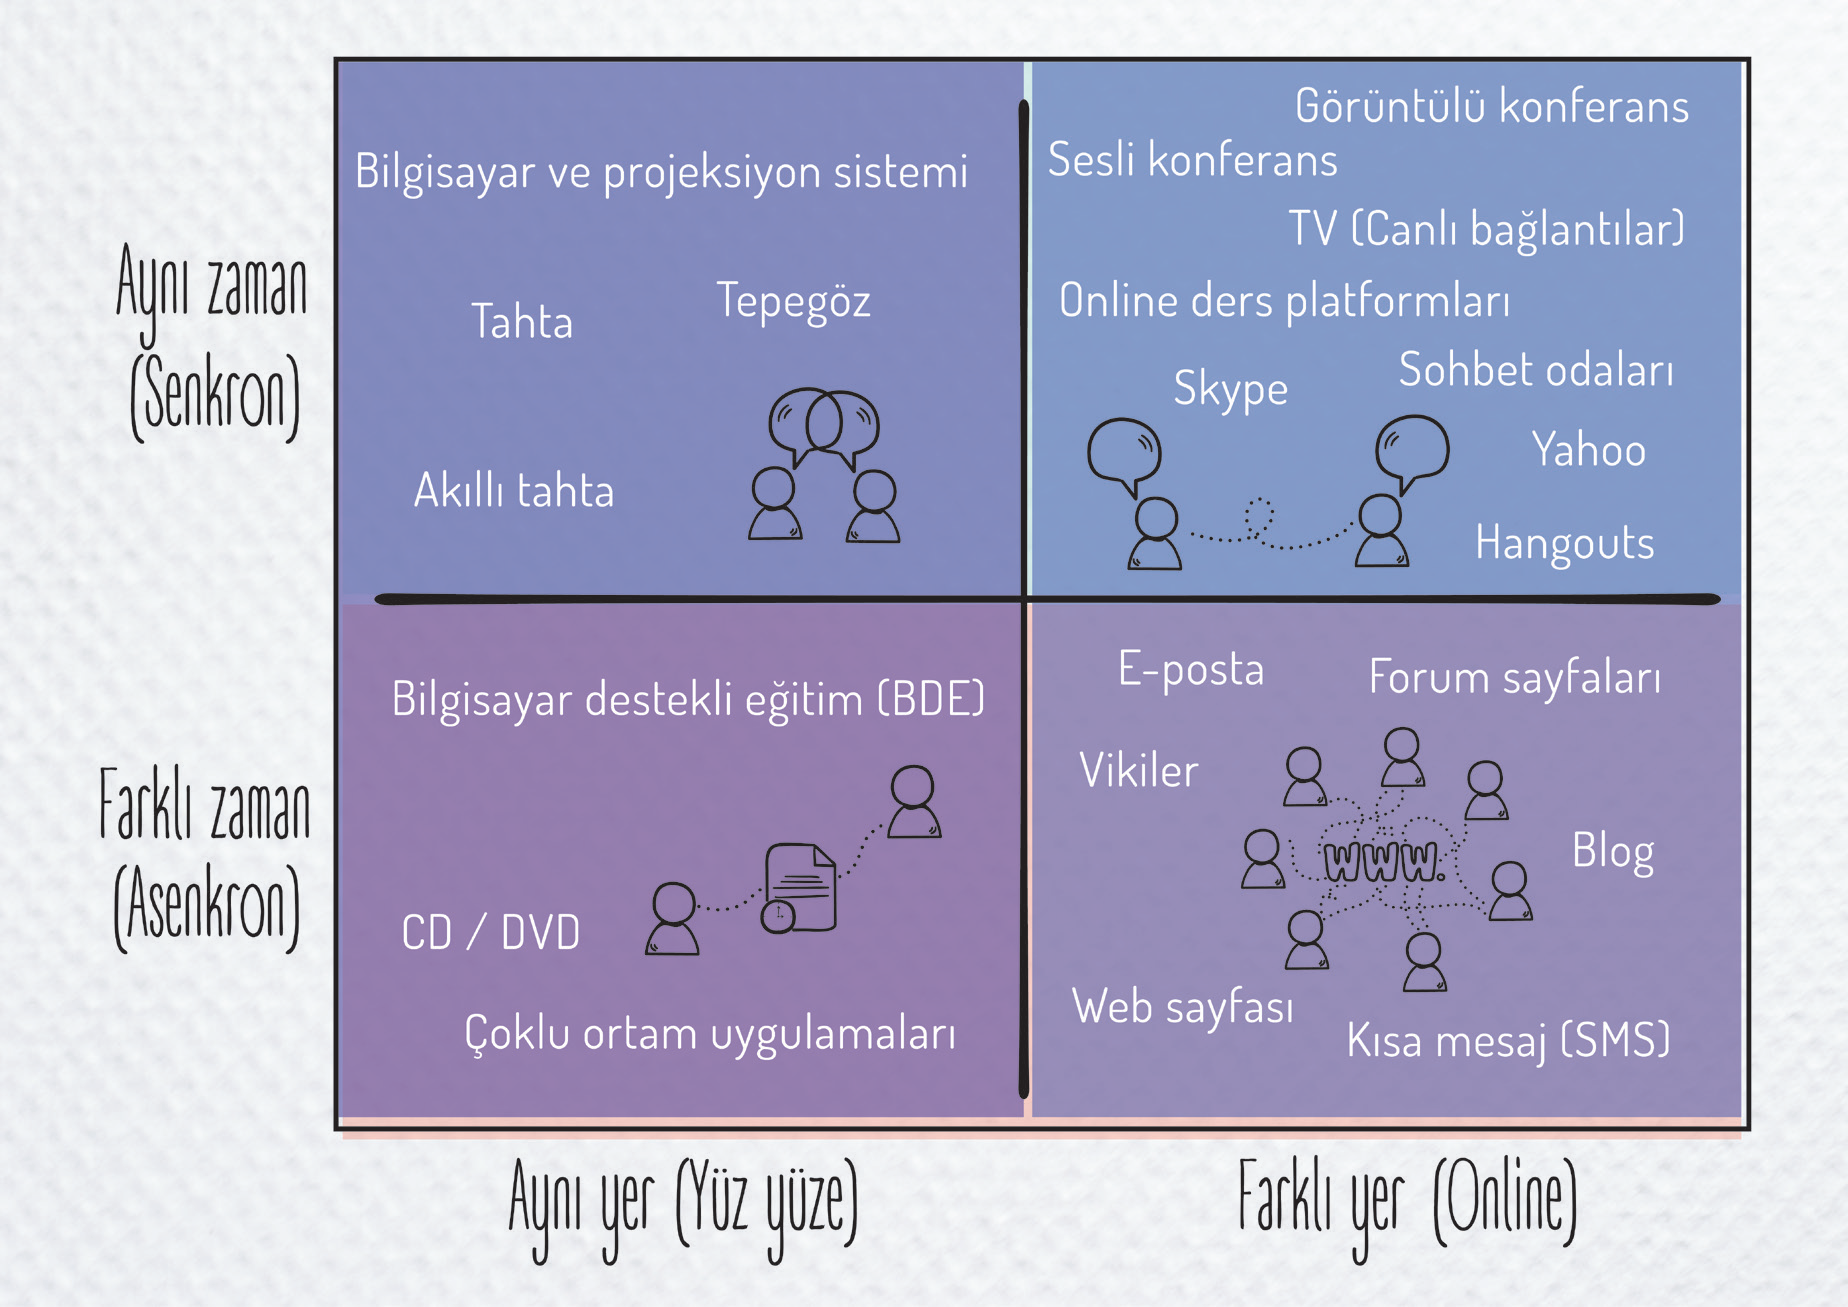 Aynı zaman
(Senkron)
Bilgisayar ve projeksiyon sistemi
Tahta
Tepegöz
Akıllı tahta
Görüntülü konferans
Sesli konferans
TV (Canlı bağlantılar)
Online ders platformları
Skype
Sohbet odaları
Yahoo
Hangouts
Farklı zaman
(Asenkron)
Bilgisayar destekli eğitim (BDE)
CD / DVD
Çoklu ortam uygulamaları
E-posta
Forum sayfaları
Vikiler
www.
Blog
Web sayfası
Kısa mesaj (SMS)
Aynı yer (Yüz yüze)
Farklı yer (Online)